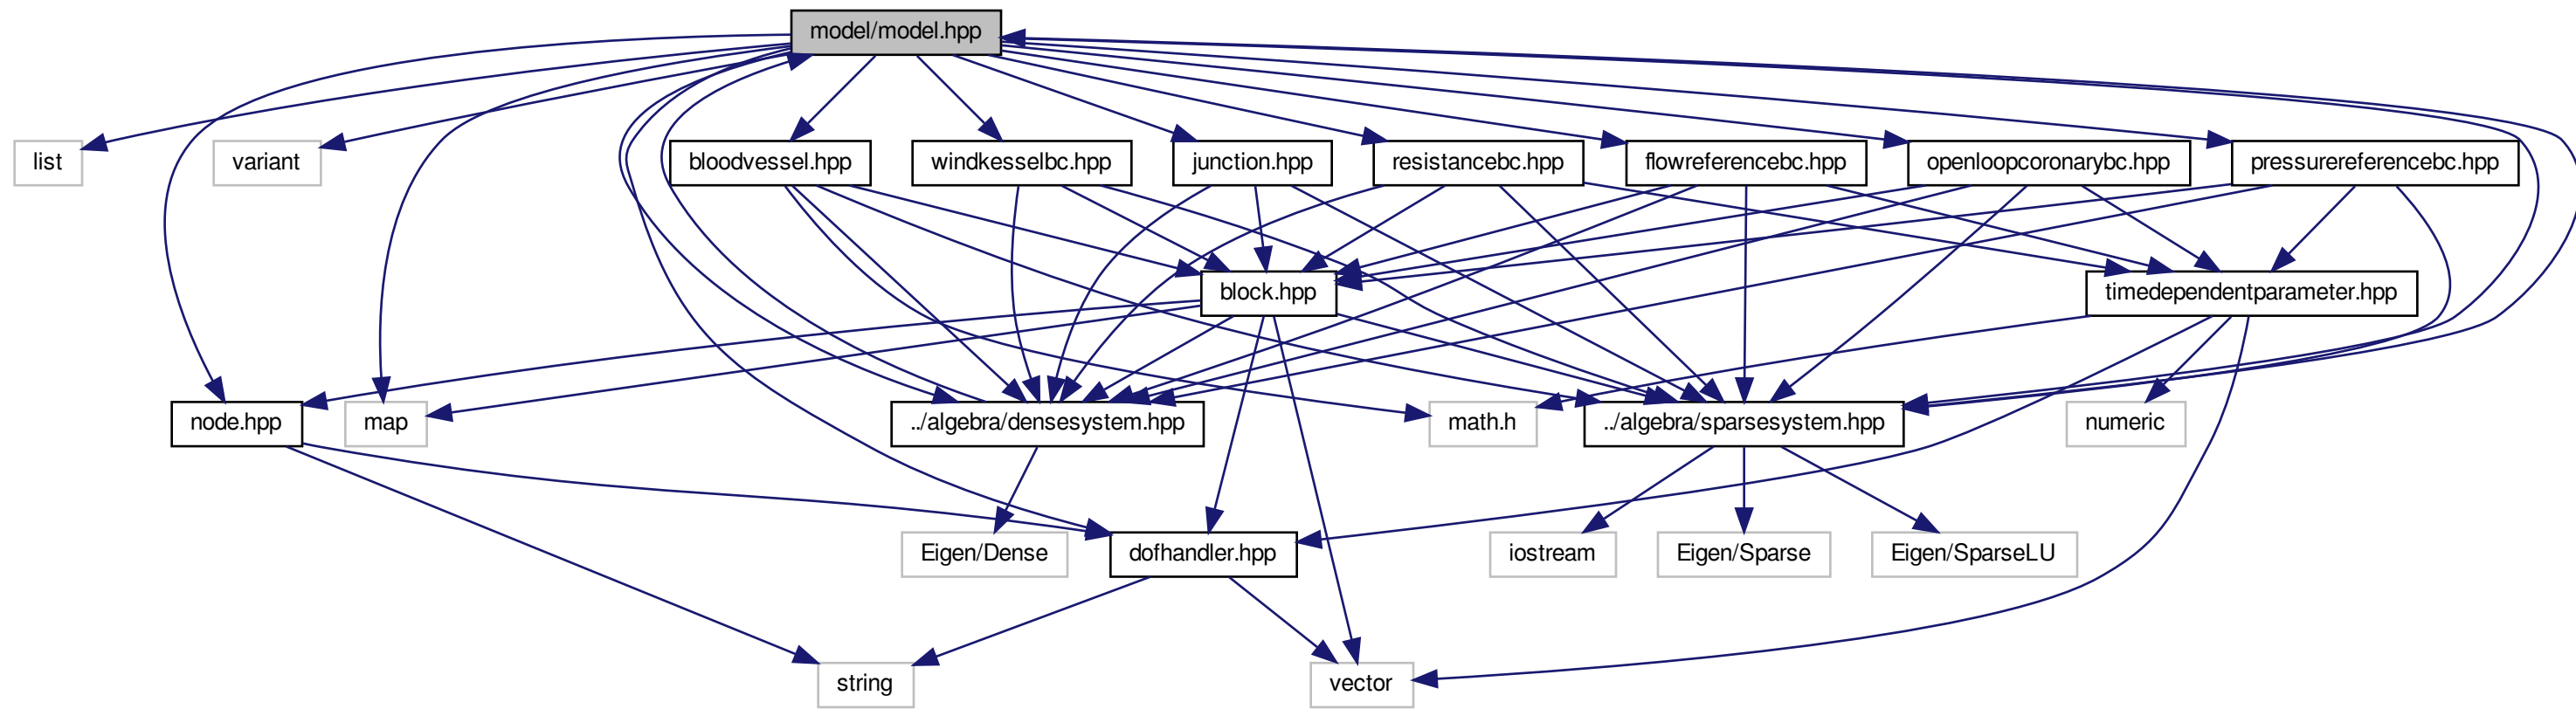 model/model.hpp
list
variant
bloodvessel.hpp
windkesselbc.hpp
junction.hpp
resistancebc.hpp
flowreferencebc.hpp
openloopcoronarybc.hpp
pressurereferencebc.hpp
block.hpp
timedependentparameter.hpp
node.hpp
map
../algebra/densesystem.hpp
math.h
../algebra/sparsesystem.hpp
numeric
Eigen/Dense
dofhandler.hpp
iostream
Eigen/Sparse
Eigen/SparseLU
string
vector